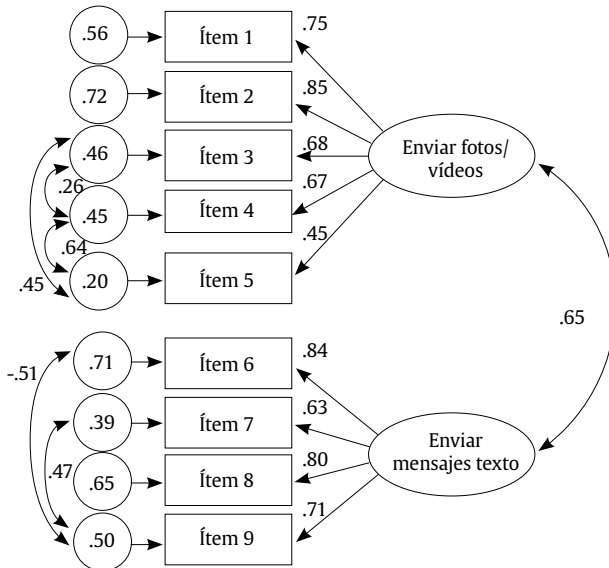 .56 Ítem 1 .75
.72 Ítem 2 .85
.46 Ítem 3 .68
Enviar fotos/
vídeos
.26
.45 Ítem 4 .67
.64
.45
.20 Ítem 5 .45
.65
-.51
.71 Ítem 6 .84
.39 Ítem 7 .63
Enviar
mensajes texto
.47
.65 Ítem 8 .80
.50 Ítem 9 .71